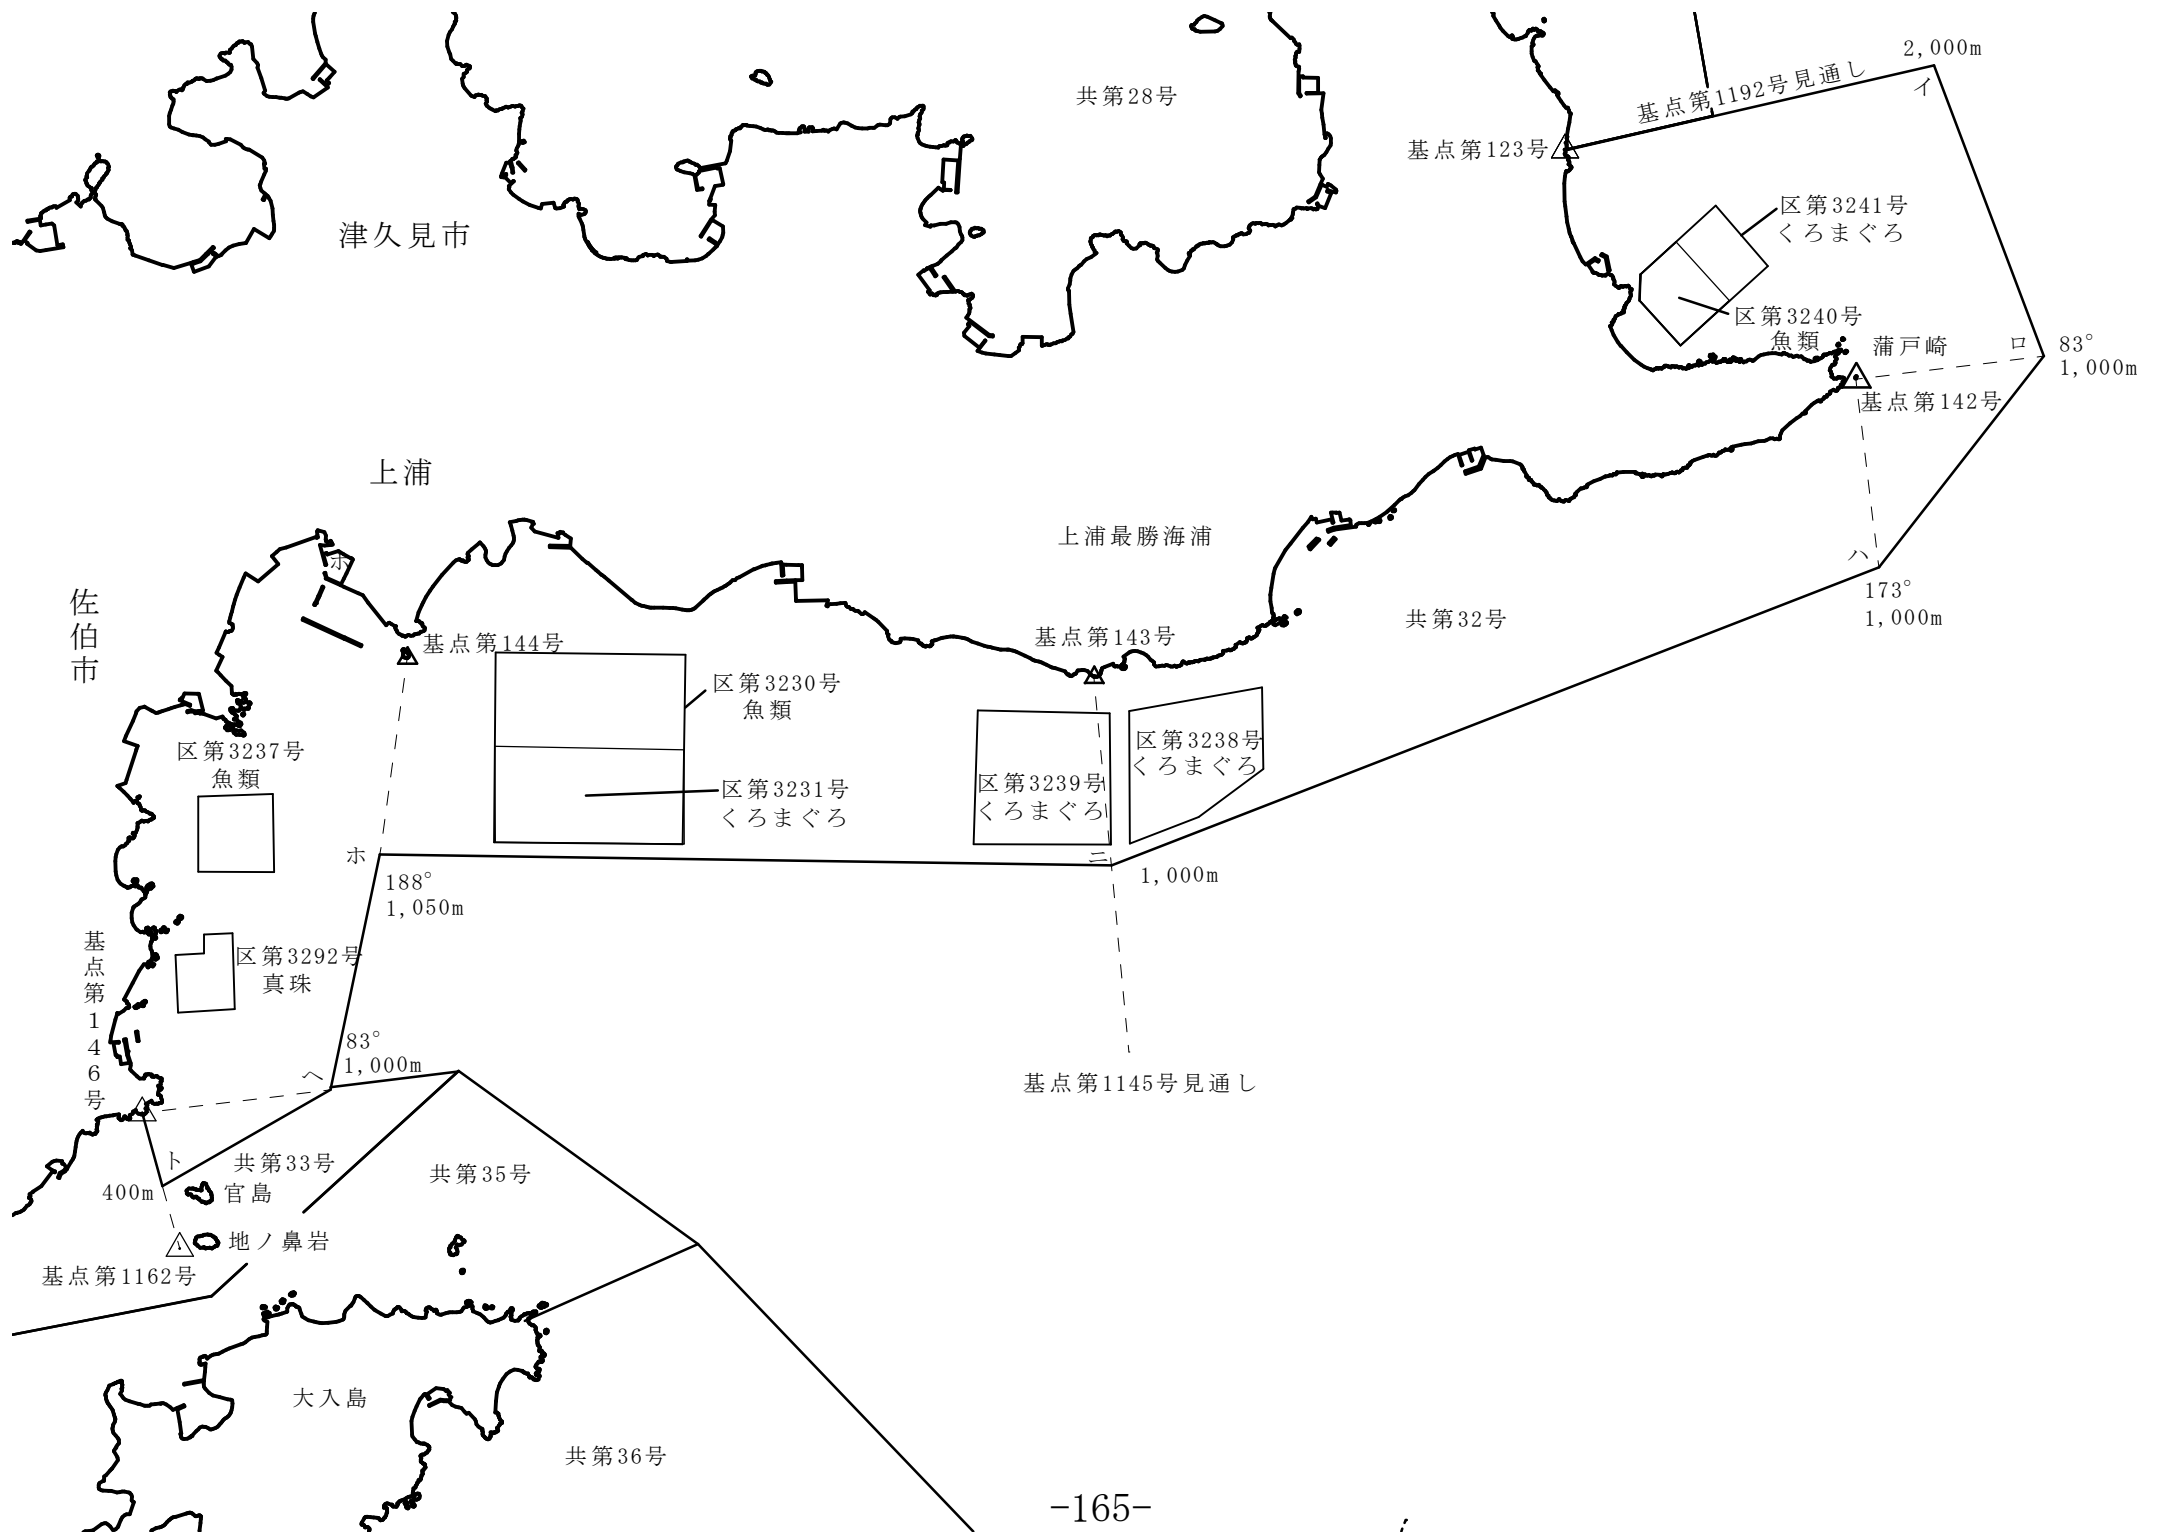 2,000m
基点第1192号見通し
イ
共第28号
基点第123号
区第3241号
くろまぐろ
津久見市
区第3240号
魚類
蒲戸崎
ロ
83°
1,000m
基点第142号
上浦
上浦最勝海浦
ホ
ハ
173°
1,000m
佐伯市
共第32号
基点第144号
基点第143号
区第3230号
魚類
区第3237号
魚類
区第3238号
くろまぐろ
区第3239号
くろまぐろ
区第3231号
くろまぐろ
ホ
ニ
188°
1,050m
1,000m
基点第146号
区第3292号
真珠
83°
1,000m
ヘ
基点第1145号見通し
ト
共第33号
共第35号
400m
官島
地ノ鼻岩
基点第1162号
大入島
共第36号
-165-